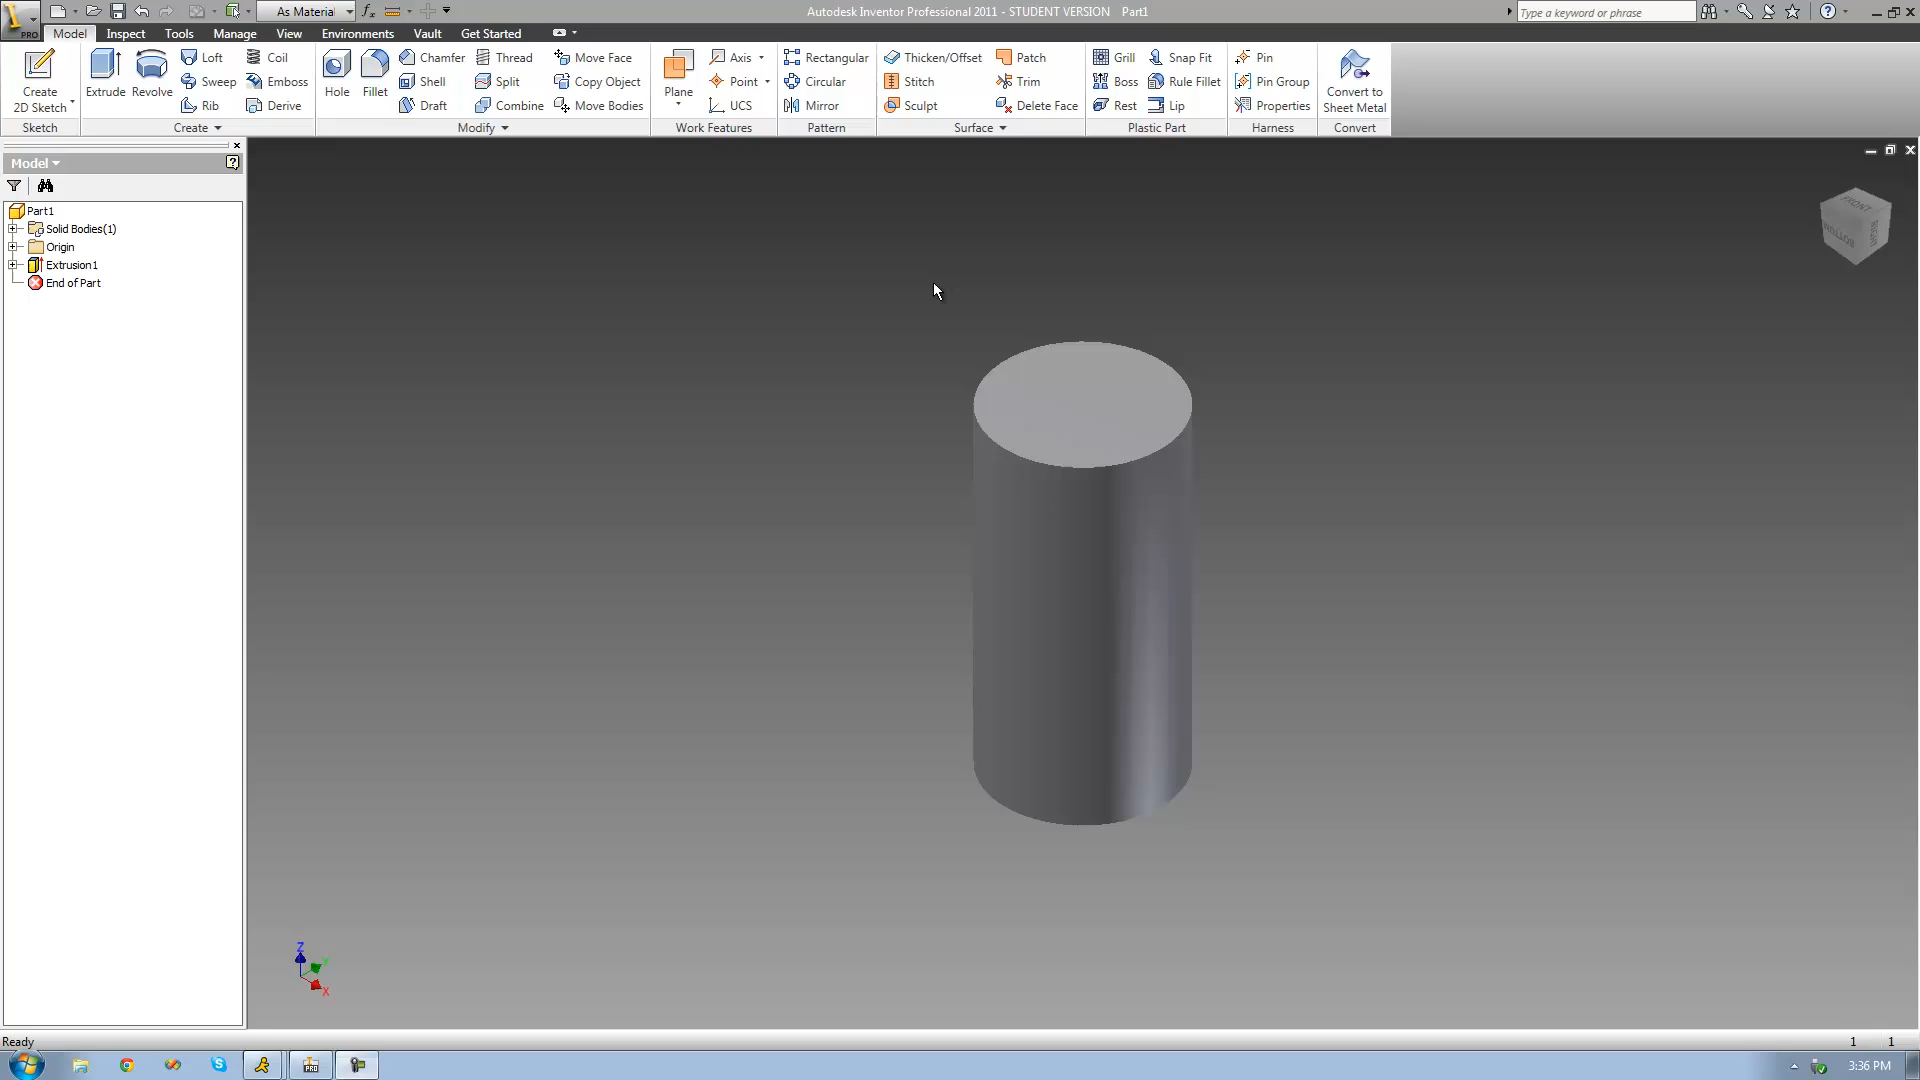 As Material
Autodesk Inventor Professional 2011 - STUDENT VERSION Part1
Type a keyword or phrase
PRO
Model Inspect Tools Manage View Environments Vault Get Started
Create 2D Sketch
Sketch
Extrude Revolve Loft Sweep Rib Coil Emboss Derive
Create
Hole Fillet Chamfer Shell Draft Thread Split Combine Move Face Copy Object Move Bodies
Modify
Plane Axis Point UCS
Work Features
Rectangular Circular Mirror
Pattern
Thicken/Offset Stitch Sculpt Patch Trim Delete Face
Surface
Grill Boss Rest Snap Fit Rule Fillet Lip
Plastic Part
Pin Pin Group Properties
Harness
Convert to Sheet Metal
Convert
Model
Part1
Solid Bodies(1)
Origin
Extrusion1
End of Part
FRONT
BOTTOM
RIGHT
Z
Y
X
Ready
1 1
PRO
3:36 PM